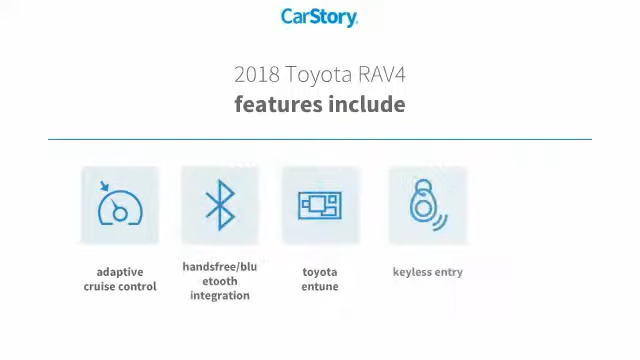 CarStory.
2018 Toyota RAV4
features include
adaptive
cruise control
handsfree/blu
etooth
integration
toyota
entune
keyless entry